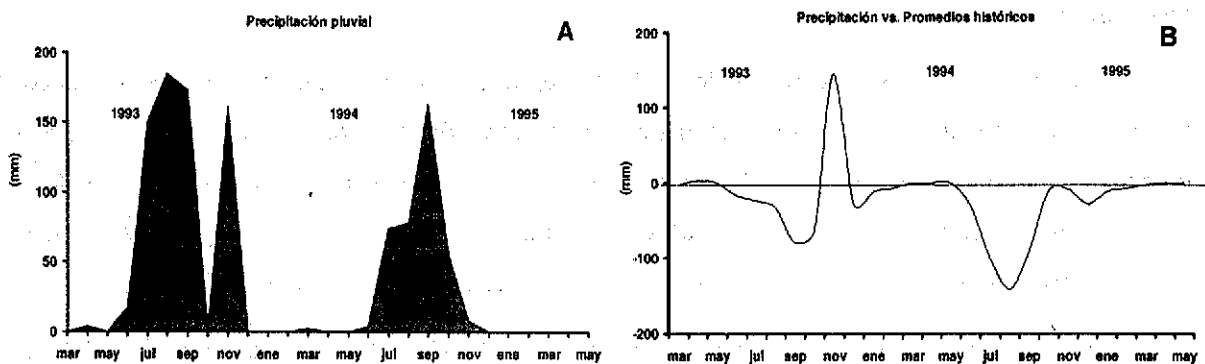 Precipitación pluvial
A
200
150
100
50
0
(mm)
1993
1994
1995
mar may jul sep nov ene mar may jul sep nov ene mar may
Precipitación vs. Promedios históricos
B
200
100
0
-100
-200
(mm)
1993
1994
1995
mar may jul sep nov ene mar may jul sep nov ene mar may